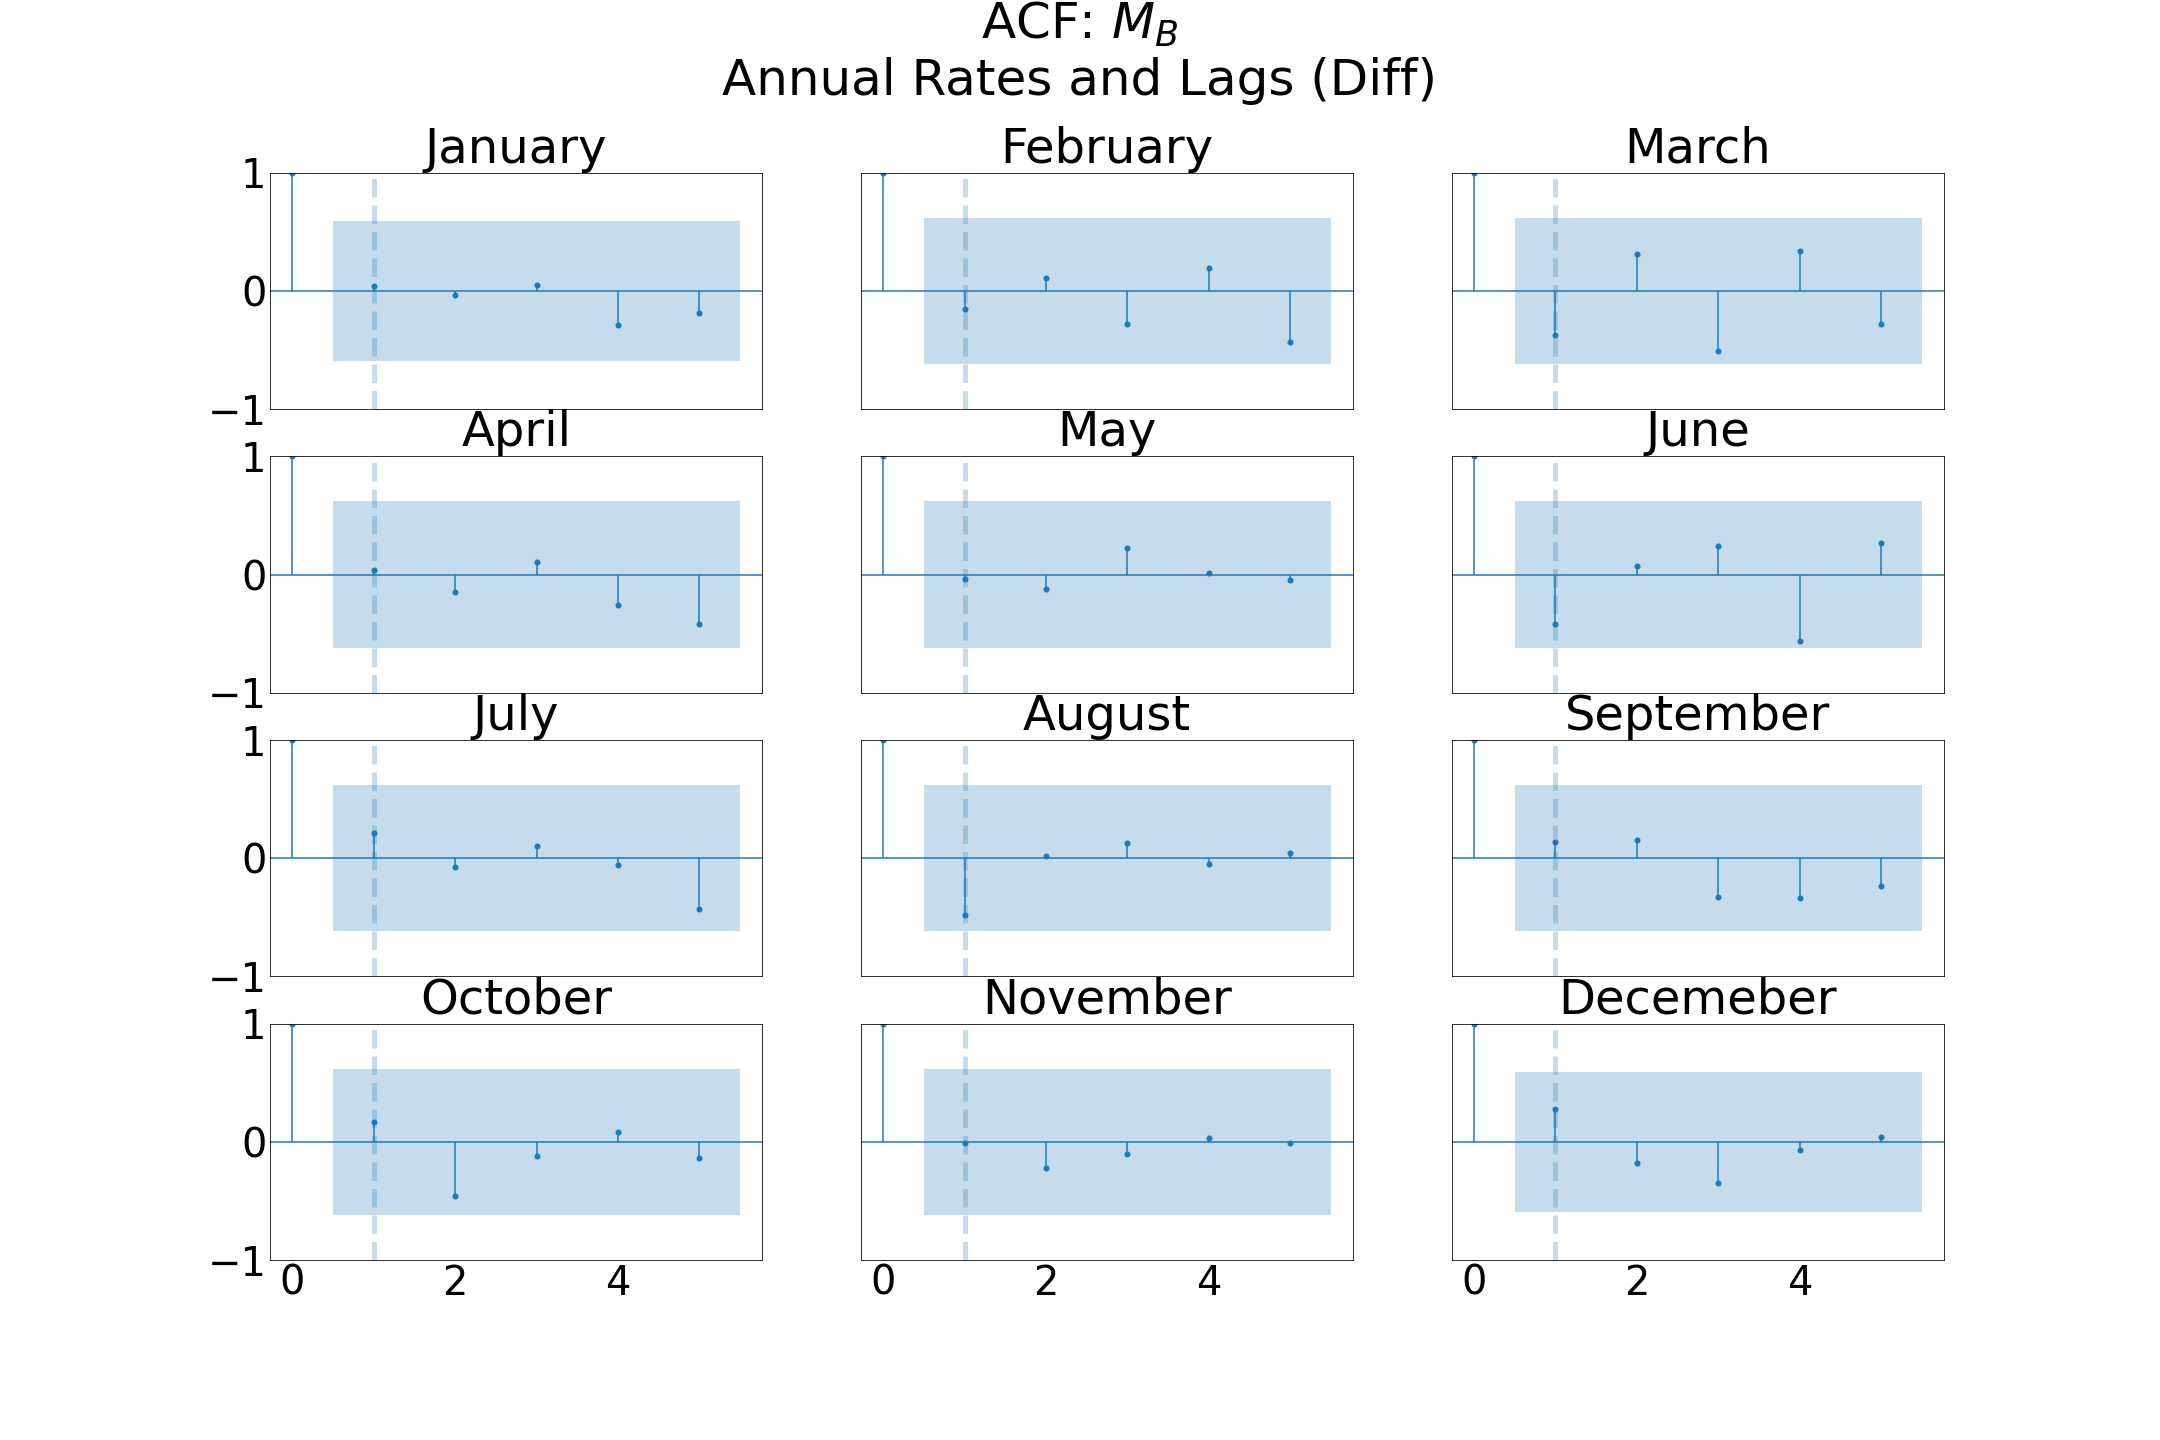 ACF: M_B
Annual Rates and Lags (Diff)
January February March
1
0
−1
April May June
1
0
−1
July August September
1
0
−1
October November Decemeber
1
0
−1
0 2 4 0 2 4 0 2 4